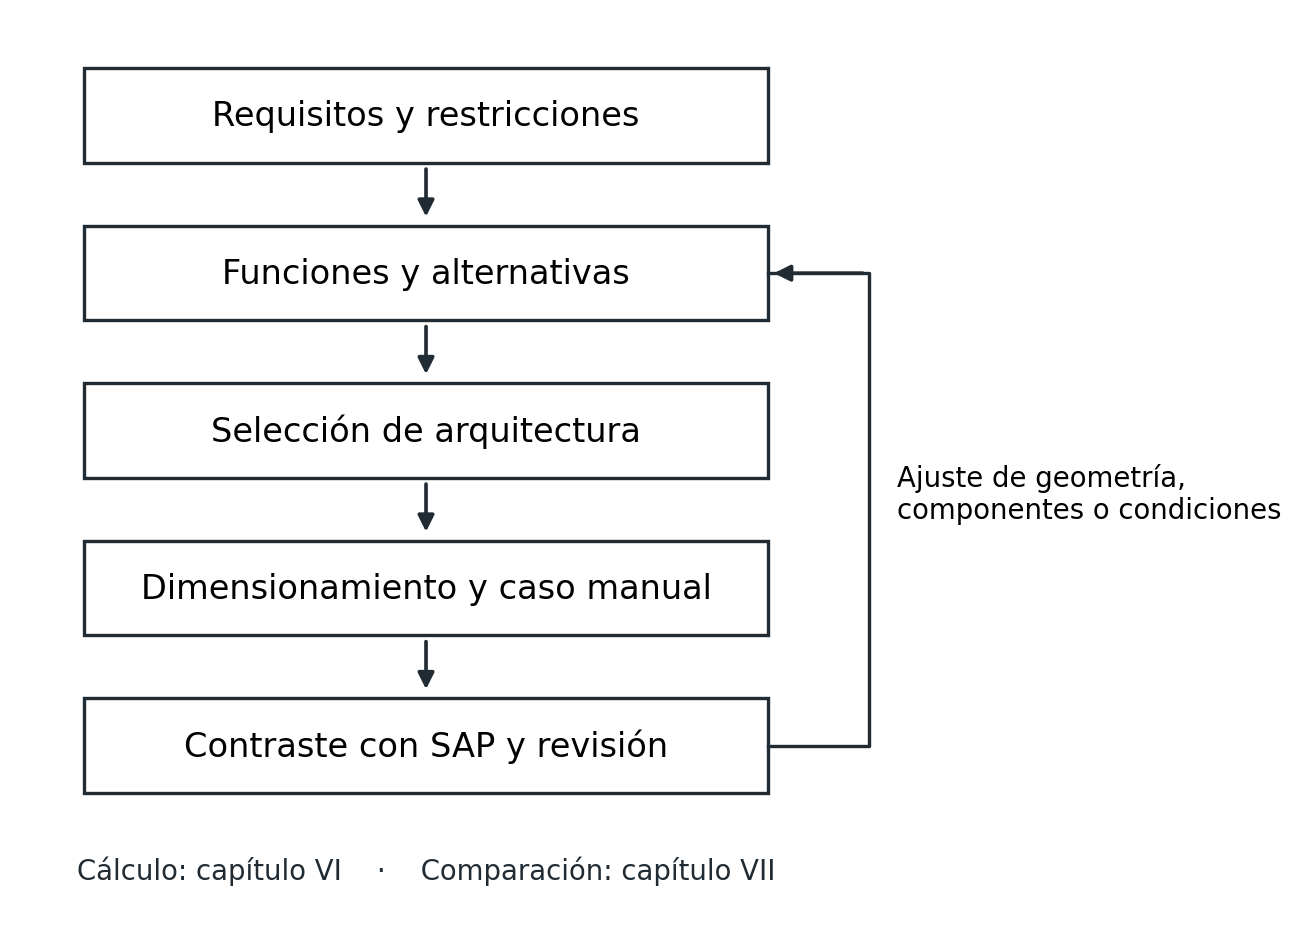 Requisitos y restricciones
Funciones y alternativas
Selección de arquitectura
Ajuste de geometría,
componentes o condiciones
Dimensionamiento y caso manual
Contraste con SAP y revisión
Cálculo: capítulo VI · Comparación: capítulo VII